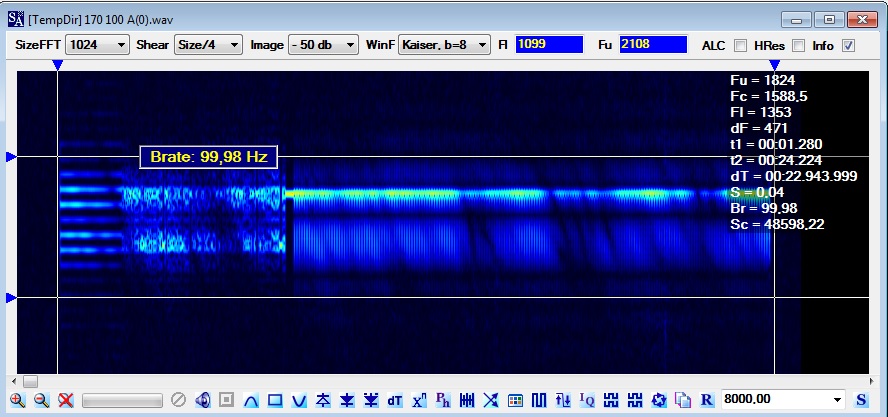 SA [TempDir] 170 100 A(0).wav
SizeFFT 1024 Shear Size/4 Image - 50 db WinF Kaiser, b=8 Fl 1099 Fu 2108 ALC HRes Info
Fu = 1824
Fc = 1588,5
Fl = 1353
dF = 471
t1 = 00:01.280
t2 = 00:24.224
dT = 00:22.943.999
S = 0,04
Br = 99,98
Sc = 48598,22
Brate: 99,98 Hz
dT X^n Ph IQ R 8000,00 S